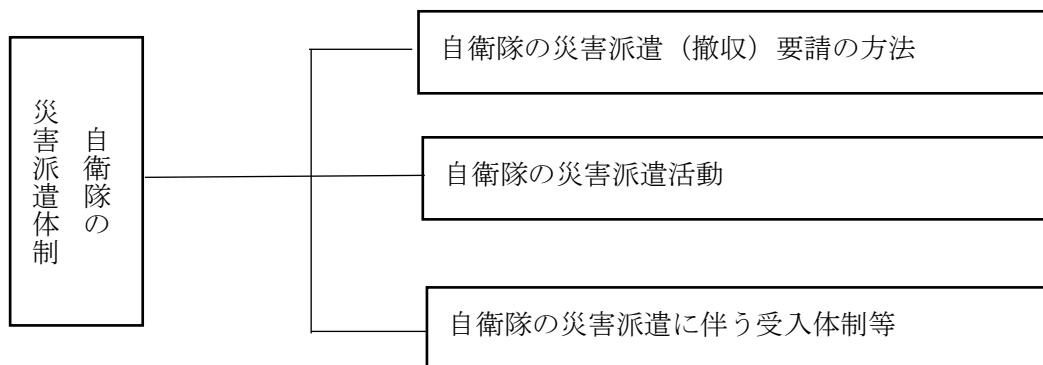 自衛隊の
災害派遣体制
自衛隊の災害派遣（撤収）要請の方法
自衛隊の災害派遣活動
自衛隊の災害派遣に伴う受入体制等